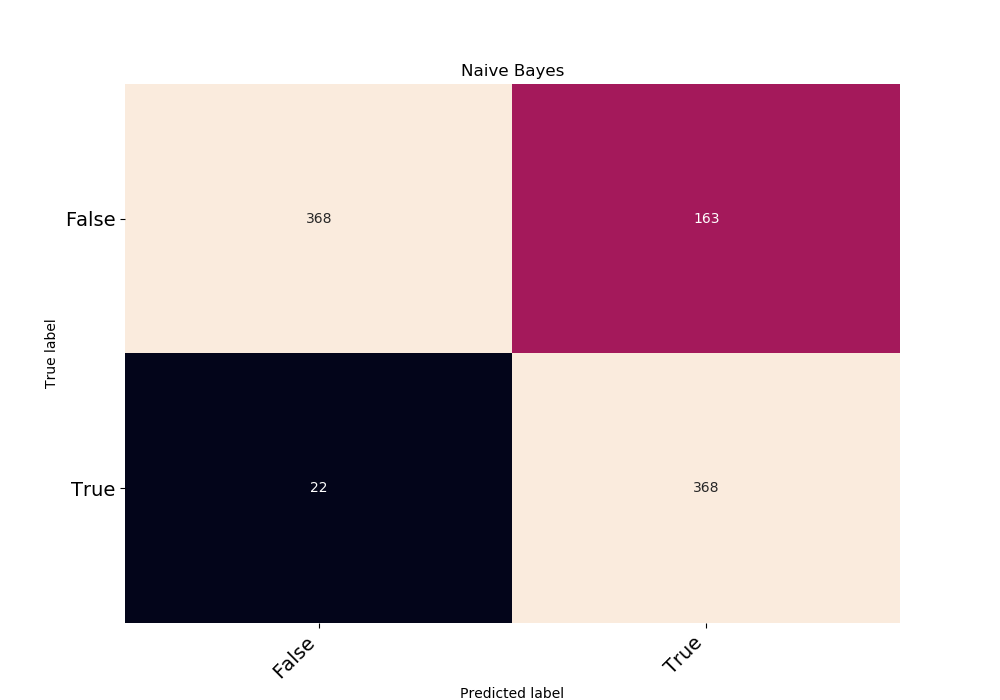 Naive Bayes
False
368
163
True label
True
22
368
False
True
Predicted label